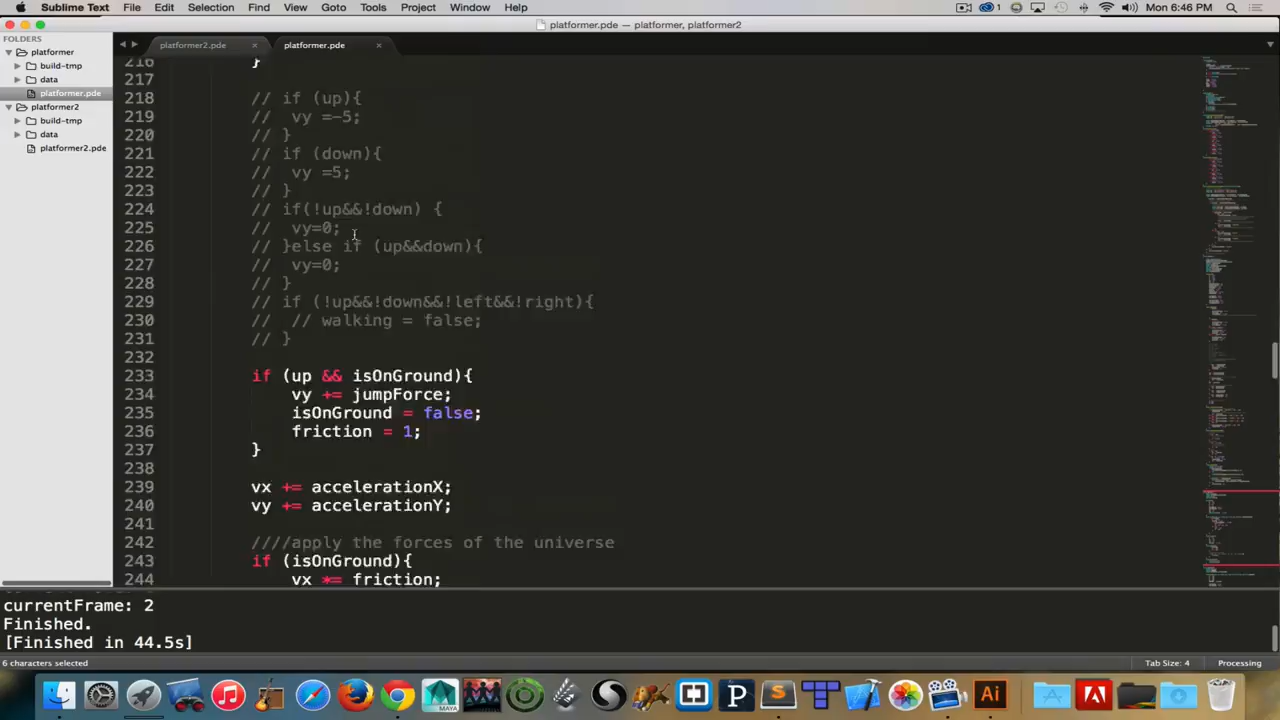 Sublime Text File Edit Selection Find View Goto Tools Project Window Help 1 Mon 6:46 PM
platformer.pde — platformer, platformer2
FOLDERS
platformer
build-tmp
data
platformer.pde
platformer2
build-tmp
data
platformer2.pde
platformer2.pde × platformer.pde ×
216 }
217
218 // if (up){
219 // vy =-5;
220 // }
221 // if (down){
222 // vy =5;
223 // }
224 // if(!up&&!down) {
225 // vy=0;
226 // }else if (up&&down){
227 // vy=0;
228 // }
229 // if (!up&&!down&&!left&&!right){
230 // // walking = false;
231 // }
232
233 if (up && isOnGround){
234 vy += jumpForce;
235 isOnGround = false;
236 friction = 1;
237 }
238
239 vx += accelerationX;
240 vy += accelerationY;
241
242 ////apply the forces of the universe
243 if (isOnGround){
244 vx *= friction;
currentFrame: 2
Finished.
[Finished in 44.5s]
6 characters selected Tab Size: 4 Processing
MAYA P S Ai